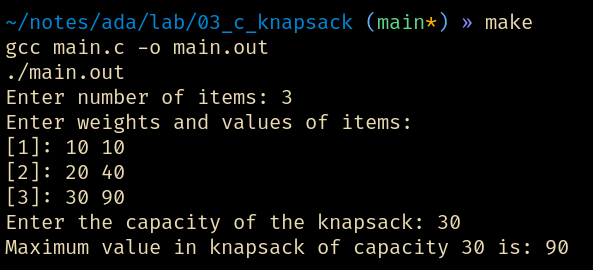 ~/notes/ada/lab/03_c_knapsack (main*) » make
gcc main.c -o main.out
./main.out
Enter number of items: 3
Enter weights and values of items:
[1]: 10 10
[2]: 20 40
[3]: 30 90
Enter the capacity of the knapsack: 30
Maximum value in knapsack of capacity 30 is: 90